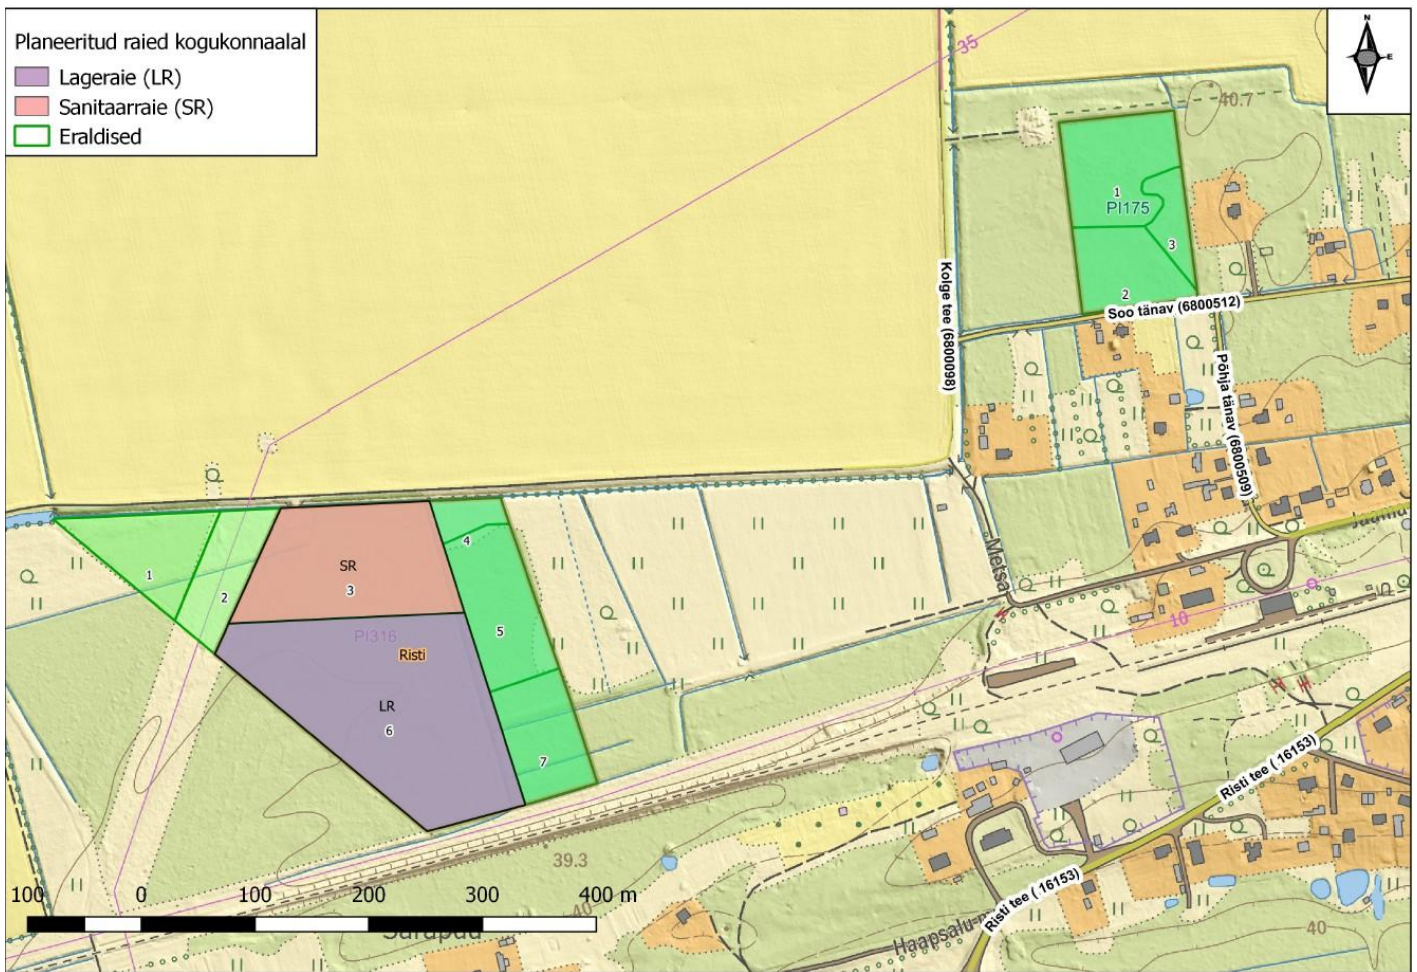 Planeeritud raied kogukonnaalal
Lageraie (LR)
Sanitaarraie (SR)
Eraldised
N
E
35
40.7
1
PI175
3
2
Soo tänav (6800512)
Kolge tee (6800098)
Põhja tänav (6800509)
1
2
SR
3
4
5
PI316
Risti
LR
6
7
Metsa
10
Risti tee ( 16153)
Risti tee ( 16153)
39.3
40
40
100 0 100 200 300 400 m